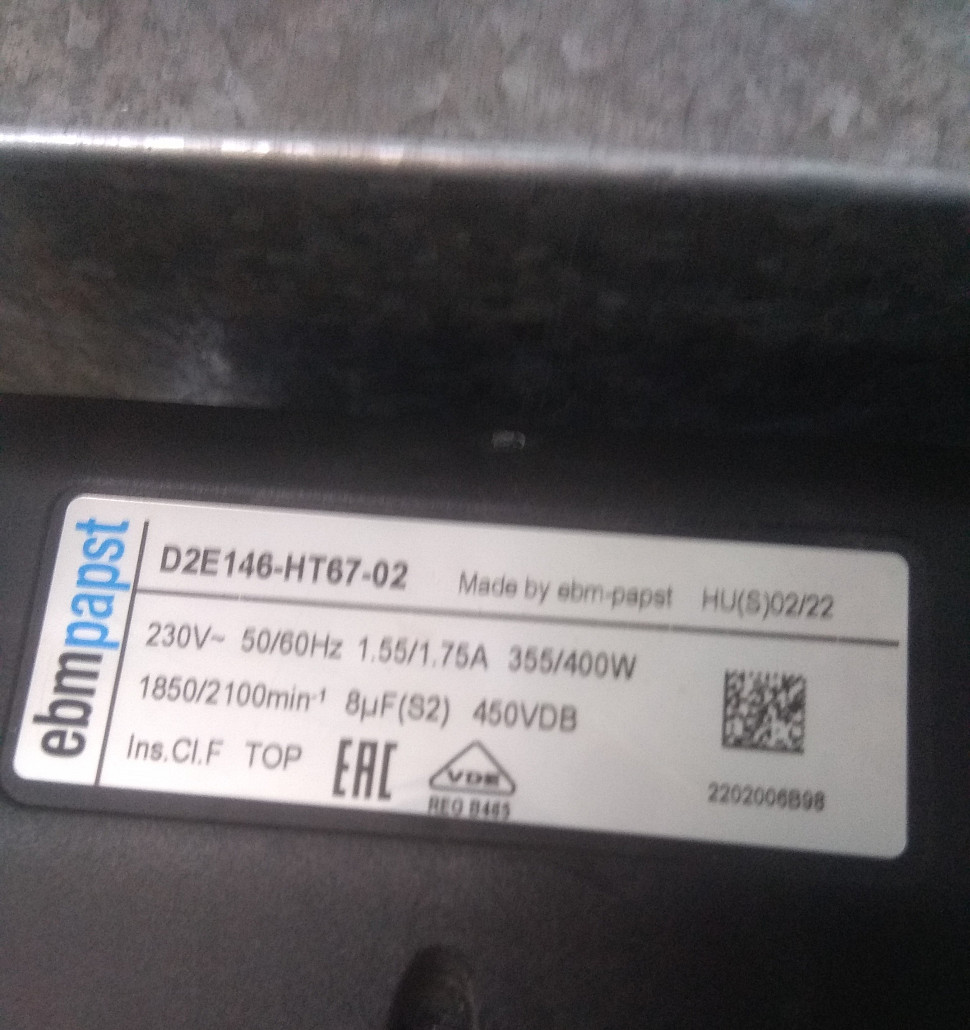 ebmpapst
D2E146-HT67-02 Made by ebm-papst HU(S)02/22
230V~ 50/60Hz 1.55/1.75A 355/400W
1850/2100min⁻¹ 8µF(S2) 450VDB
Ins.Cl.F TOP EAC VDE
REG B465
2202006B98